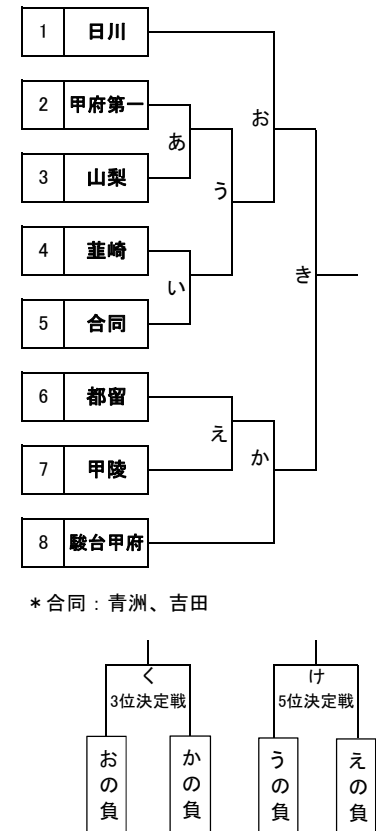 1 日川
お
2 甲府第一
あ
3 山梨
う
4 韮崎
き
い
5 合同
6 都留
え
か
7 甲陵
8 駿台甲府
*合同:青洲、吉田
く け
3位決定戦 5位決定戦
おの負 かの負 うの負 えの負